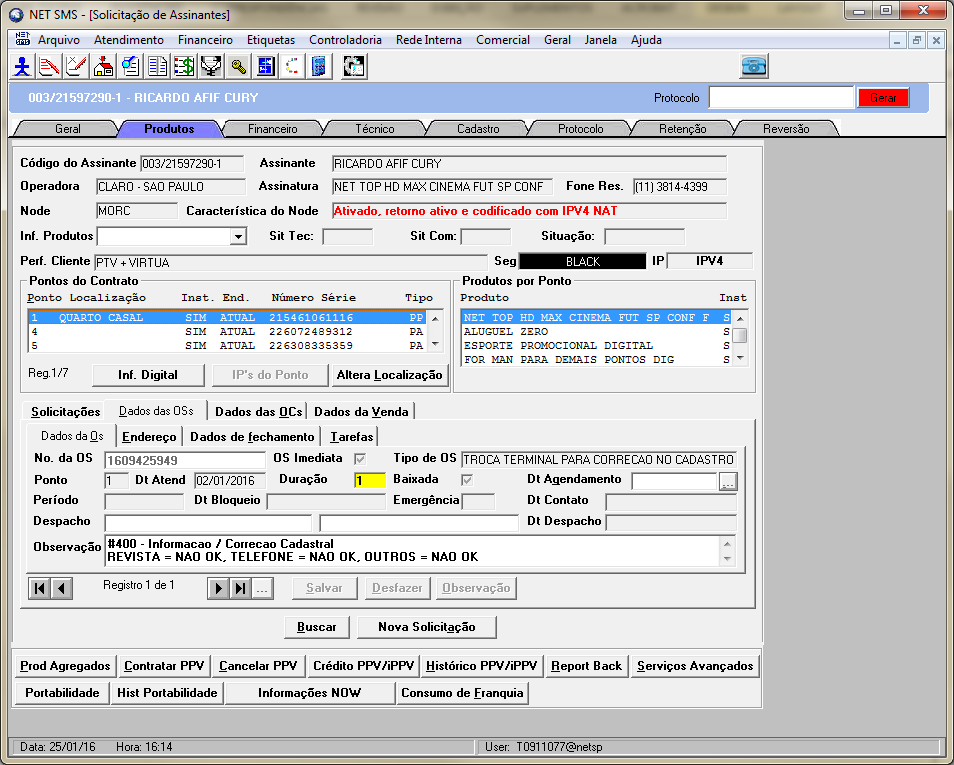 NET SMS - [Solicitação de Assinantes]
Arquivo Atendimento Financeiro Etiquetas Controladoria Rede Interna Comercial Geral Janela Ajuda
003/21597290-1 - RICARDO AFIF CURY Protocolo Gerar
Geral Produtos Financeiro Técnico Cadastro Protocolo Retenção Reversão
Código do Assinante 003/21597290-1 Assinante RICARDO AFIF CURY
Operadora CLARO - SAO PAULO Assinatura NET TOP HD MAX CINEMA FUT SP CONF Fone Res. (11) 3814-4399
Node MORC Característica do Node Ativado, retorno ativo e codificado com IPV4 NAT
Inf. Produtos Sit Tec: Sit Com: Situação:
Perf. Cliente PTV + VIRTUA Seg BLACK IP IPV4
Pontos do Contrato Produtos por Ponto
Ponto Localização Inst. End. Número Série Tipo Produto Inst
1 QUARTO CASAL SIM ATUAL 215461061116 PP NET TOP HD MAX CINEMA FUT SP CONF F S
4 SIM ATUAL 226072489312 PA ALUGUEL ZERO S
5 SIM ATUAL 226308335359 PA ESPORTE PROMOCIONAL DIGITAL S
FOR MAN PARA DEMAIS PONTOS DIG S
Reg.1/7 Inf. Digital IP's do Ponto Altera Localização
Solicitações Dados das OSs Dados das OCs Dados da Venda
Dados da Os Endereço Dados de fechamento Tarefas
No. da OS 1609425949 OS Imediata Tipo de OS TROCA TERMINAL PARA CORRECAO NO CADASTRO
Ponto 1 Dt Atend 02/01/2016 Duração 1 Baixada Dt Agendamento ...
Período Dt Bloqueio Emergência Dt Contato
Despacho Dt Despacho
Observação #400 - Informacao / Correcao Cadastral
REVISTA = NAO OK, TELEFONE = NAO OK, OUTROS = NAO OK
Registro 1 de 1 ... Salvar Desfazer Observação
Buscar Nova Solicitação
Prod Agregados Contratar PPV Cancelar PPV Crédito PPV/iPPV Histórico PPV/iPPV Report Back Serviços Avançados
Portabilidade Hist Portabilidade Informações NOW Consumo de Franquia
Data: 25/01/16 Hora: 16:14 User: T0911077@netsp